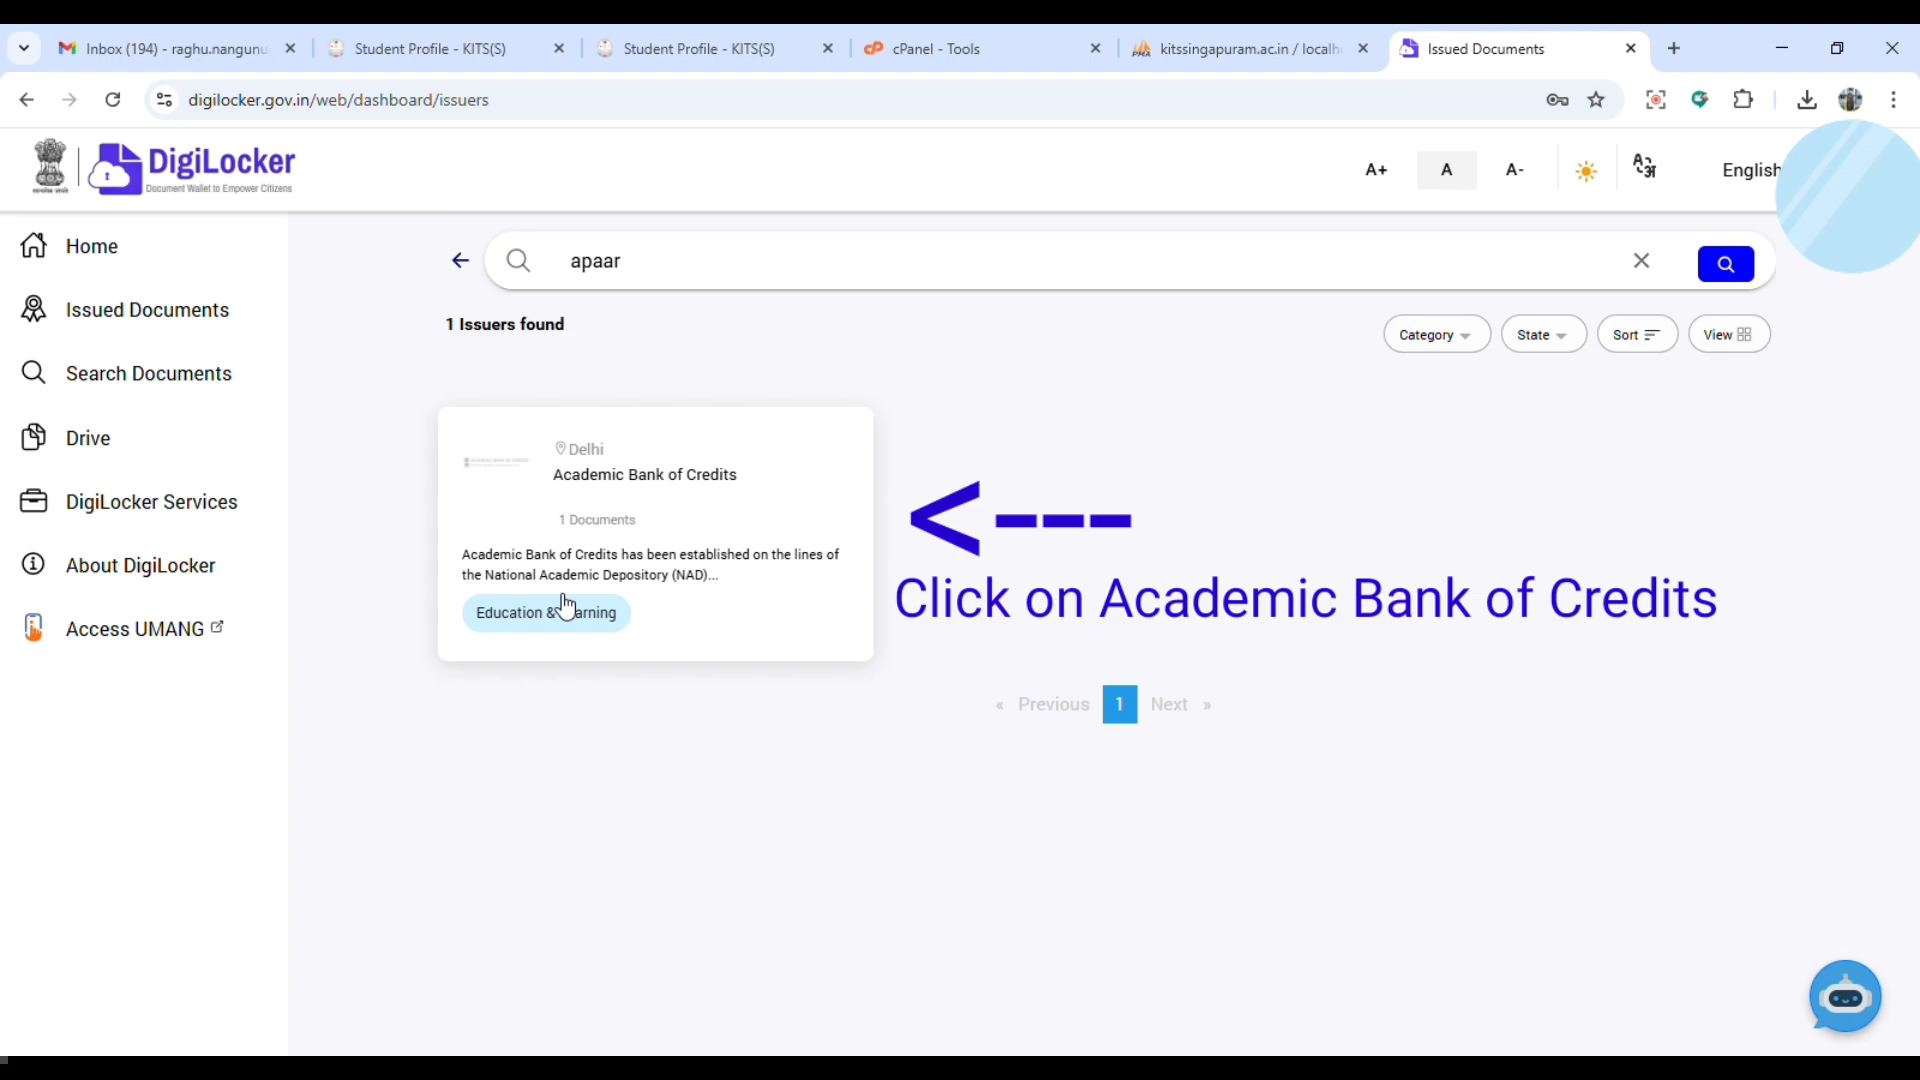 Inbox (194) - raghu.nangunu
Student Profile - KITS(S)
Student Profile - KITS(S)
cPanel - Tools
kitssingapuram.ac.in / localh
Issued Documents
digilocker.gov.in/web/dashboard/issuers
DigiLocker
Document Wallet to Empower Citizens
A+
A
A-
English
Home
Issued Documents
Search Documents
Drive
DigiLocker Services
About DigiLocker
Access UMANG
apaar
1 Issuers found
Category
State
Sort
View
Delhi
Academic Bank of Credits
1 Documents
Academic Bank of Credits has been established on the lines of
the National Academic Depository (NAD)...
Education & arning
<---
Click on Academic Bank of Credits
« Previous 1 Next »